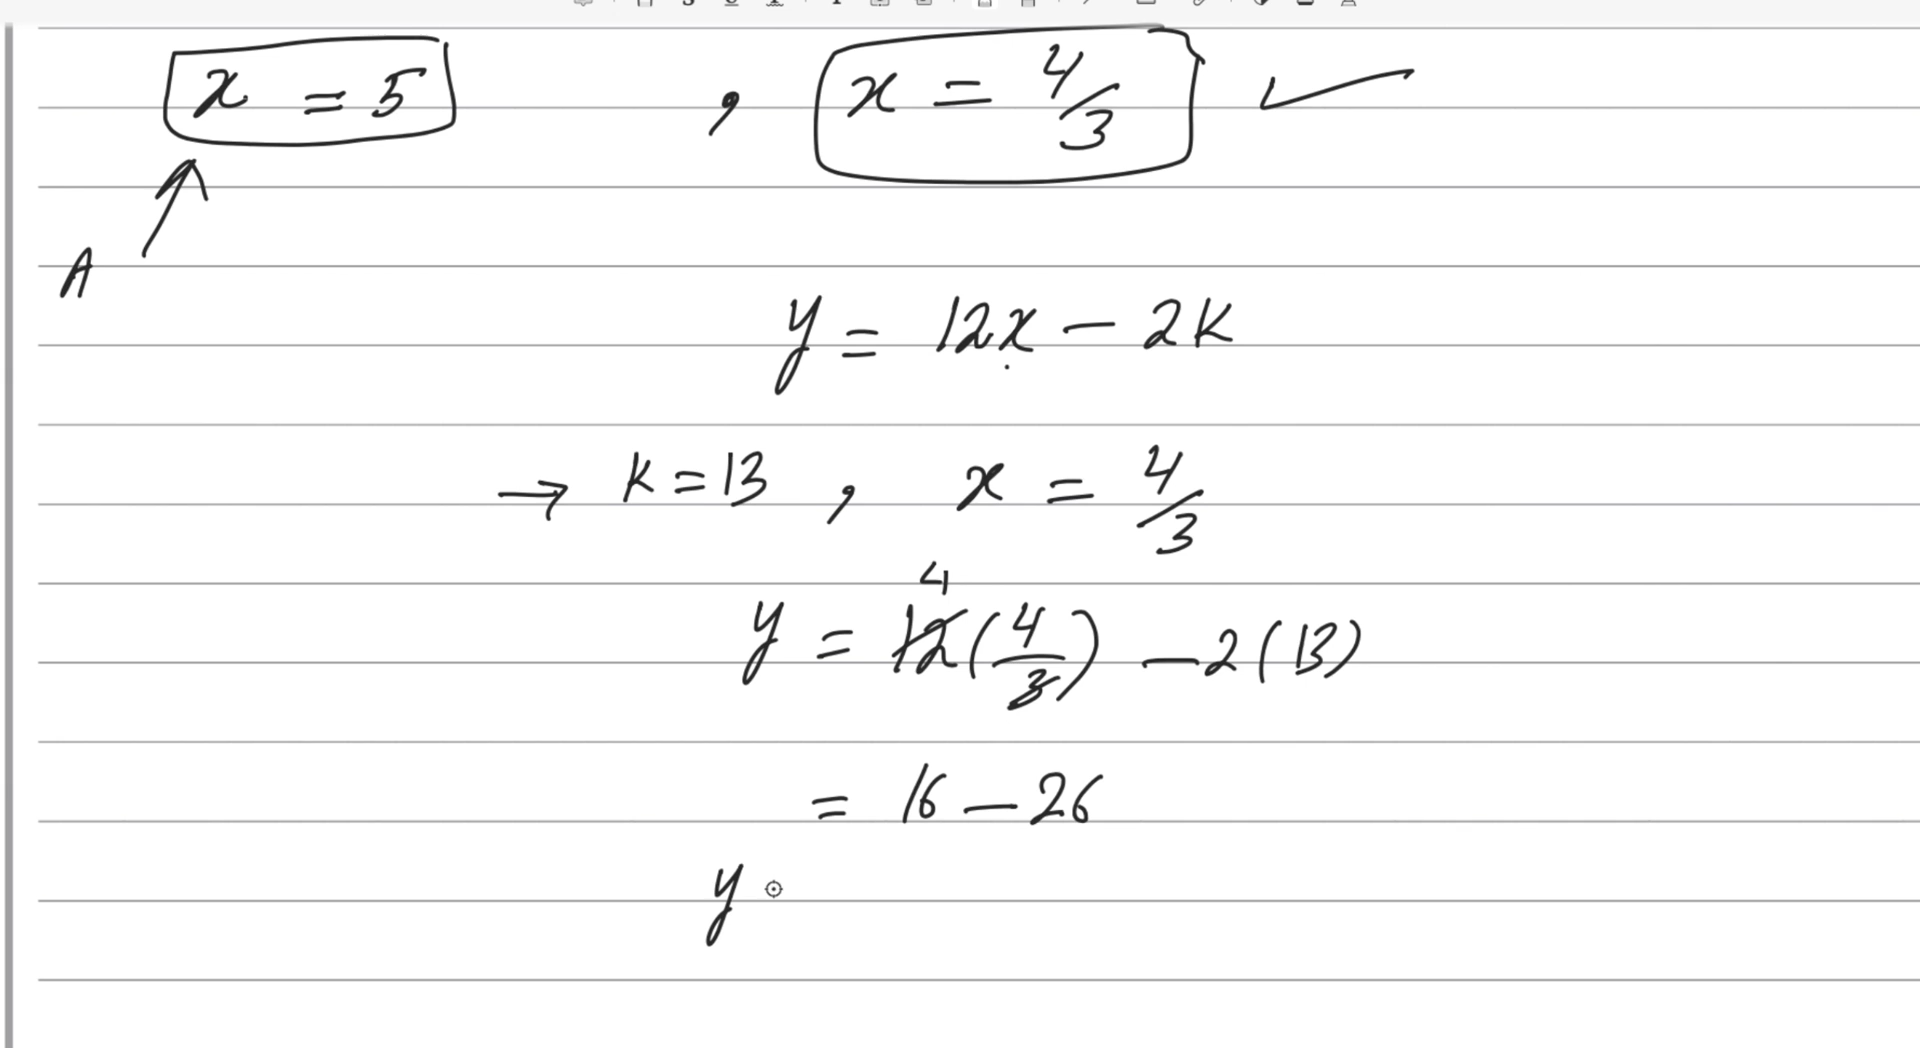 x = 5 , x = 4/3 ✓
A
y = 12x - 2k
→ k = 13 , x = 4/3
4
y = 12(4/3) - 2(13)
= 16 - 26
y